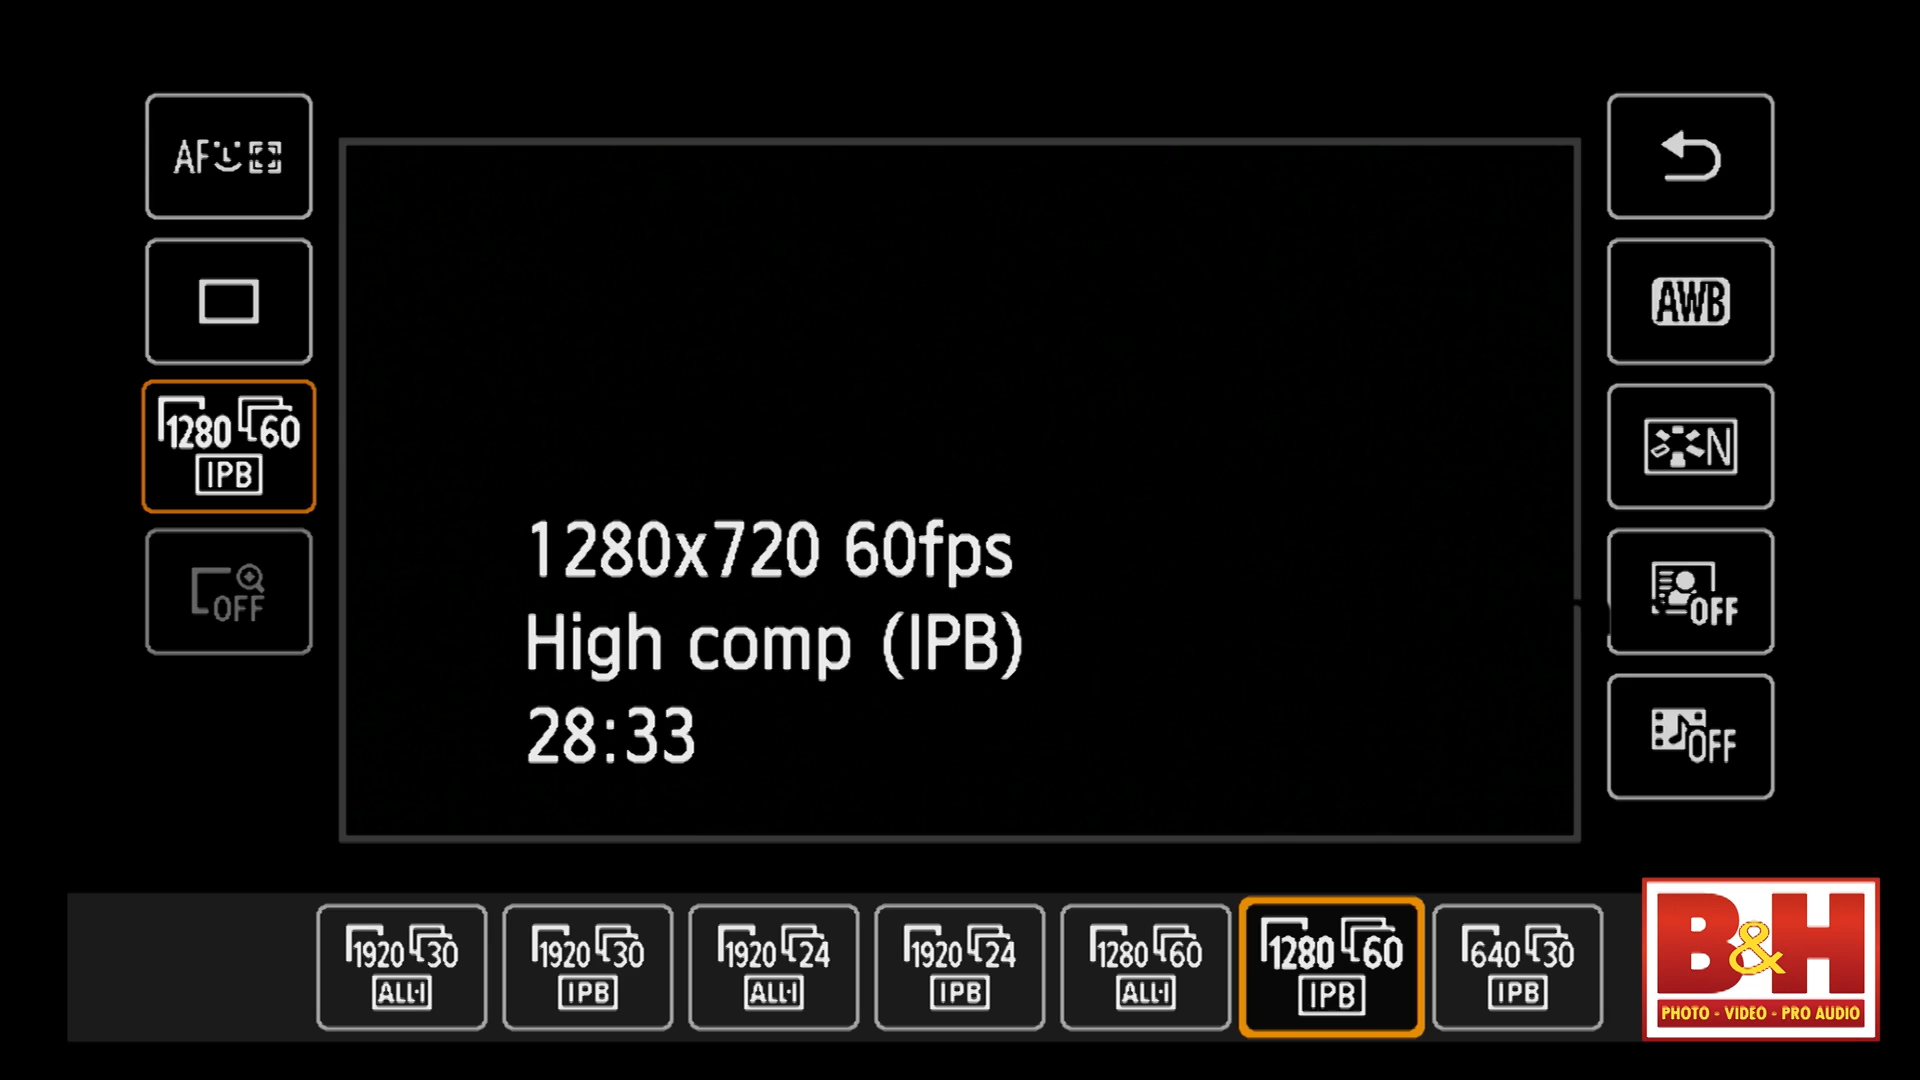 AF
1280 60
IPB
OFF
AWB
N
OFF
OFF
1280x720 60fps
High comp (IPB)
28:33
1920 30
ALL-I
1920 30
IPB
1920 24
ALL-I
1920 24
IPB
1280 60
ALL-I
1280 60
IPB
640 30
IPB
B&H
PHOTO - VIDEO - PRO AUDIO